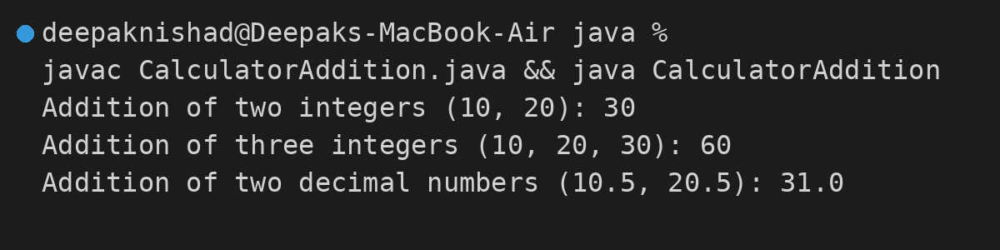 deepaknishad@Deepaks-MacBook-Air java %
javac CalculatorAddition.java && java CalculatorAddition
Addition of two integers (10, 20): 30
Addition of three integers (10, 20, 30): 60
Addition of two decimal numbers (10.5, 20.5): 31.0